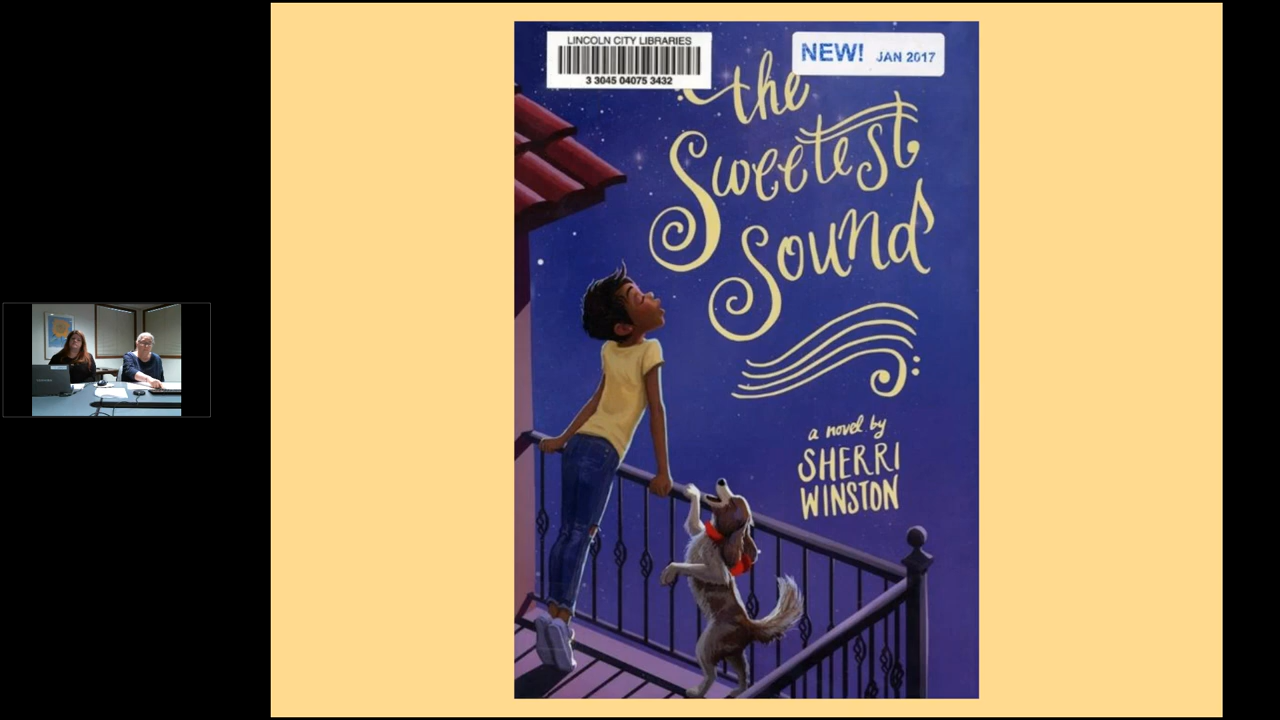 LINCOLN CITY LIBRARIES
3 3045 04075 3432
NEW! JAN 2017
the
Sweetest
Sound
a novel by
SHERRI
WINSTON